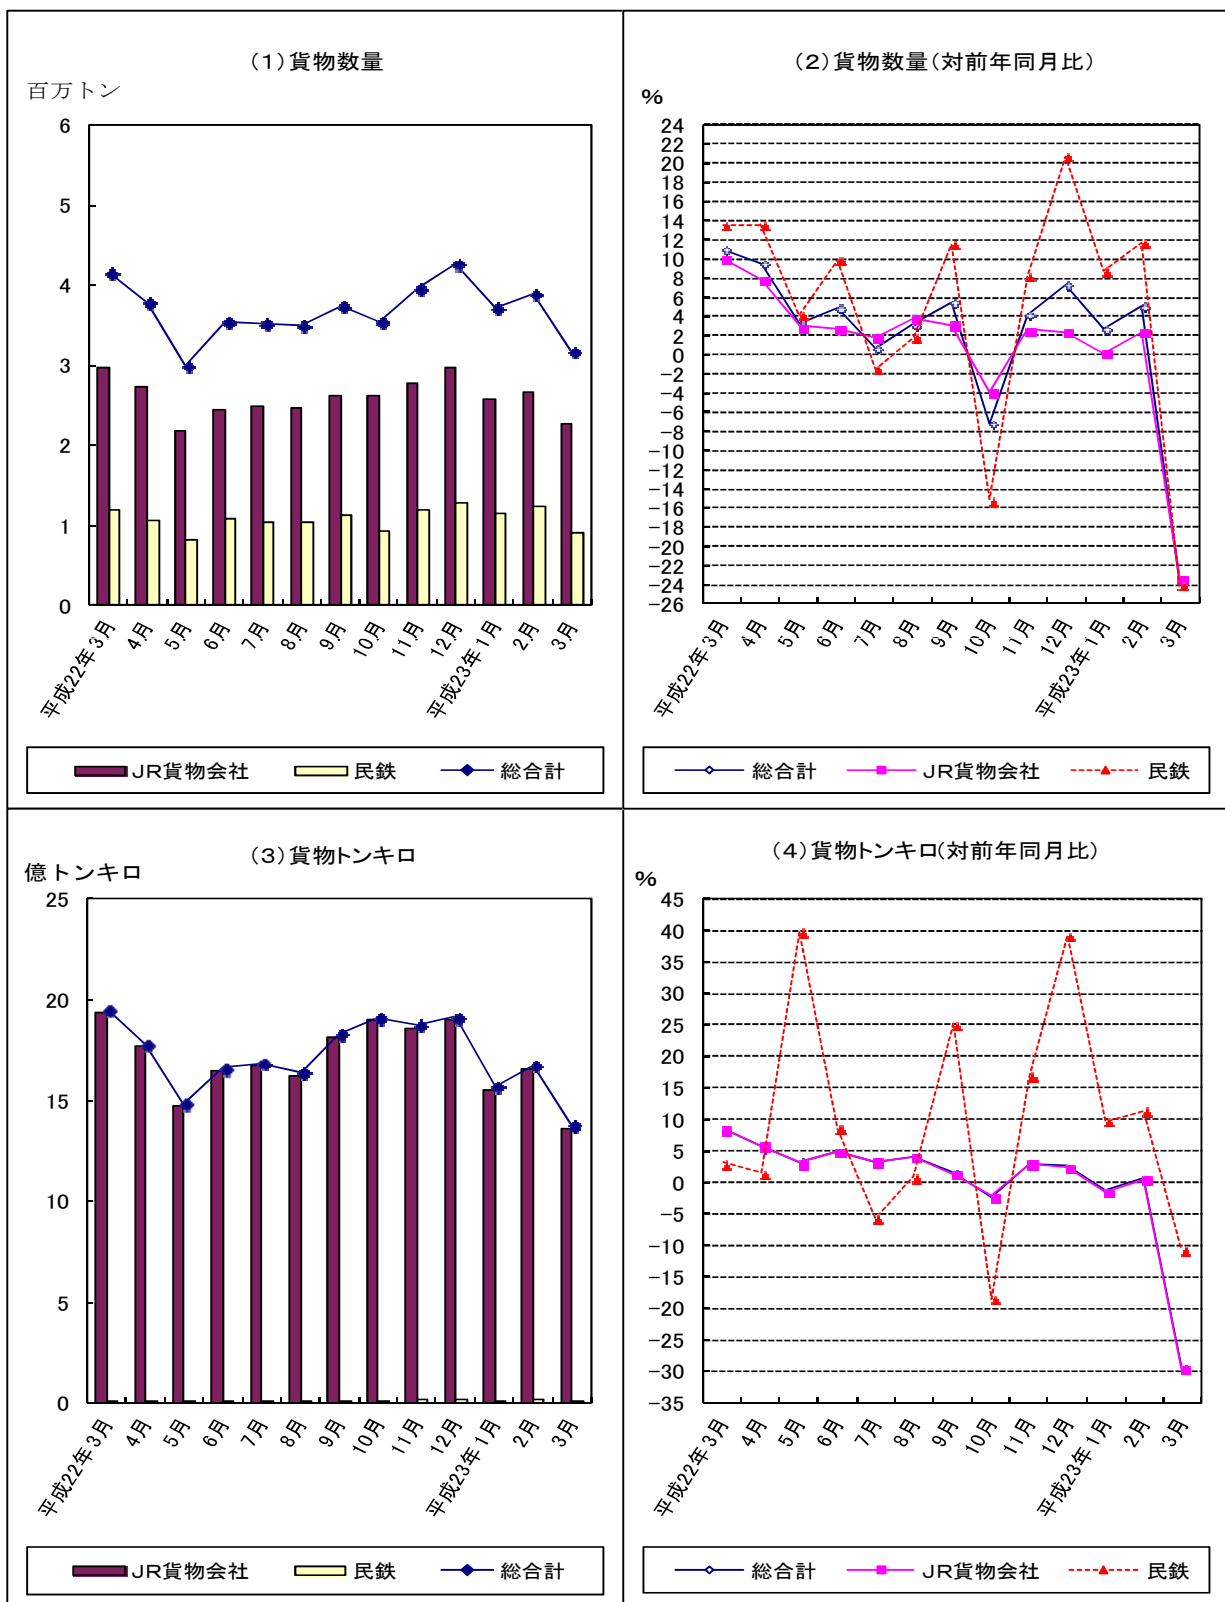 (1)貨物数量
百万トン
6
5
4
3
2
1
0
平成22年 3月
4月
5月
6月
7月
8月
9月
10月
11月
12月
平成23年 1月
2月
3月
JR貨物会社 民鉄 総合計
(2)貨物数量(対前年同月比)
%
24
22
20
18
16
14
12
10
8
6
4
2
0
-2
-4
-6
-8
-10
-12
-14
-16
-18
-20
-22
-24
-26
平成22年 3月
4月
5月
6月
7月
8月
9月
10月
11月
12月
平成23年 1月
2月
3月
総合計 JR貨物会社 民鉄
(3)貨物トンキロ
億トンキロ
25
20
15
10
5
0
平成22年 3月
4月
5月
6月
7月
8月
9月
10月
11月
12月
平成23年 1月
2月
3月
JR貨物会社 民鉄 総合計
(4)貨物トンキロ(対前年同月比)
%
45
40
35
30
25
20
15
10
5
0
-5
-10
-15
-20
-25
-30
-35
平成22年 3月
4月
5月
6月
7月
8月
9月
10月
11月
12月
平成23年 1月
2月
3月
総合計 JR貨物会社 民鉄